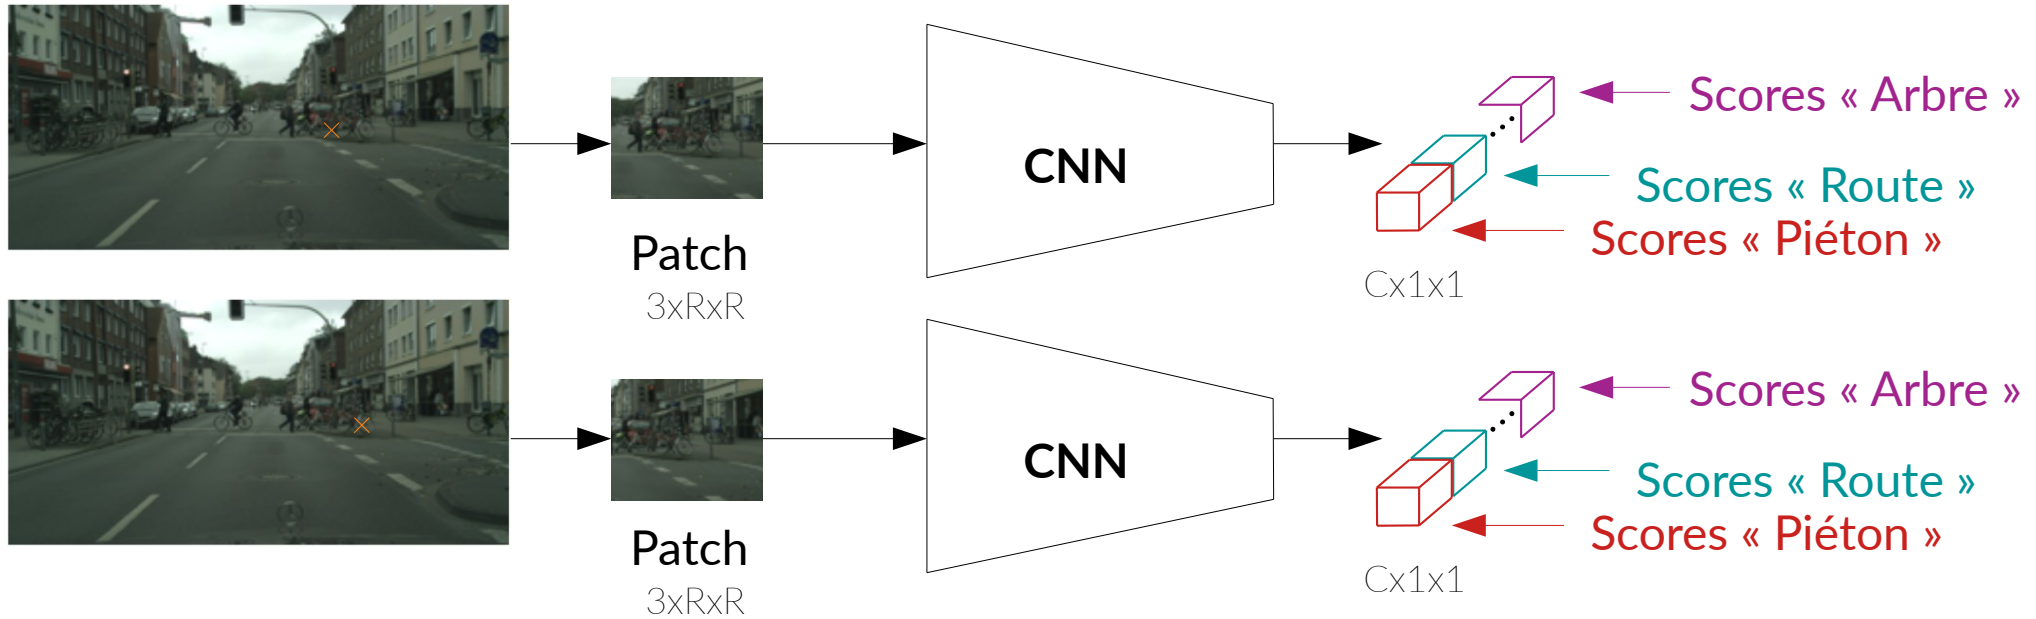 CNN
Scores « Arbre »
Scores « Route »
Scores « Piéton »
Patch
3xRxR
Cx1x1
CNN
Scores « Arbre »
Scores « Route »
Scores « Piéton »
Patch
3xRxR
Cx1x1